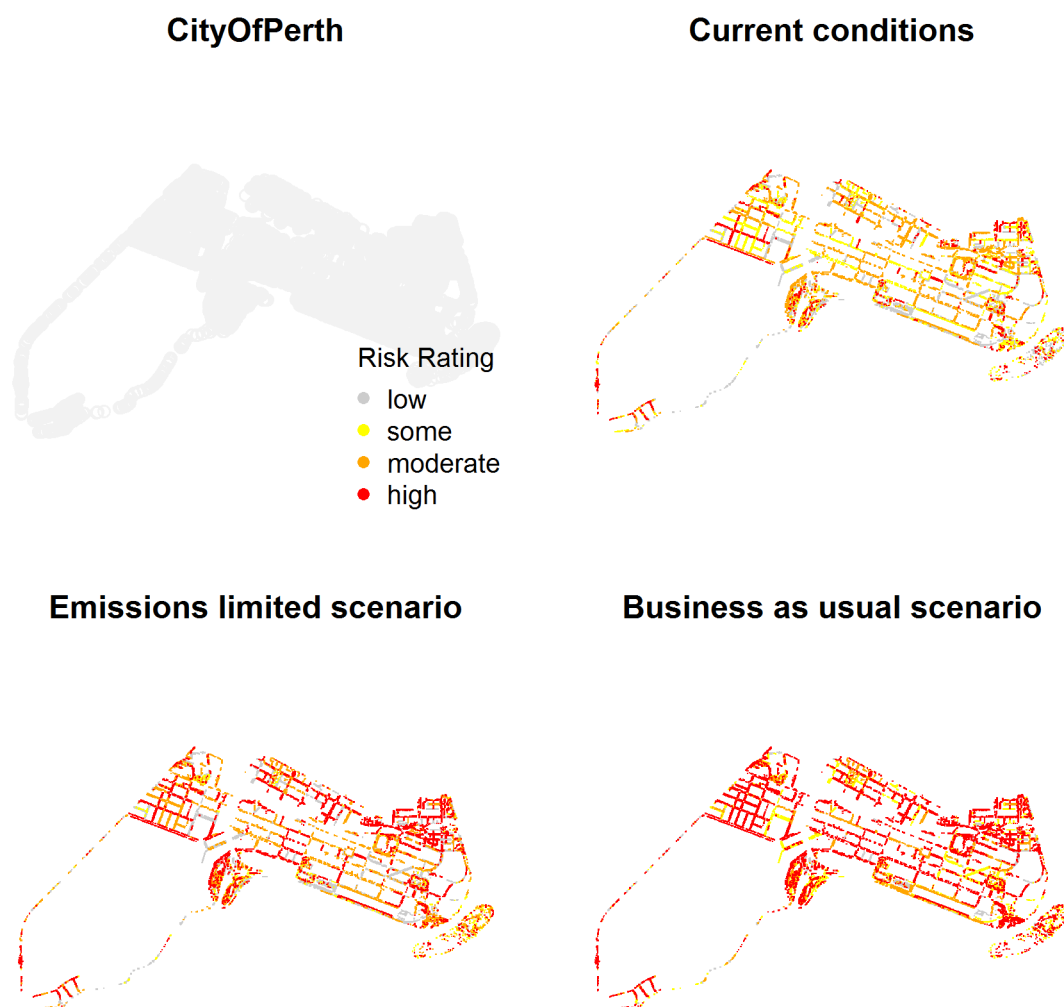 CityOfPerth
Current conditions
Risk Rating
low
some
moderate
high
Emissions limited scenario
Business as usual scenario